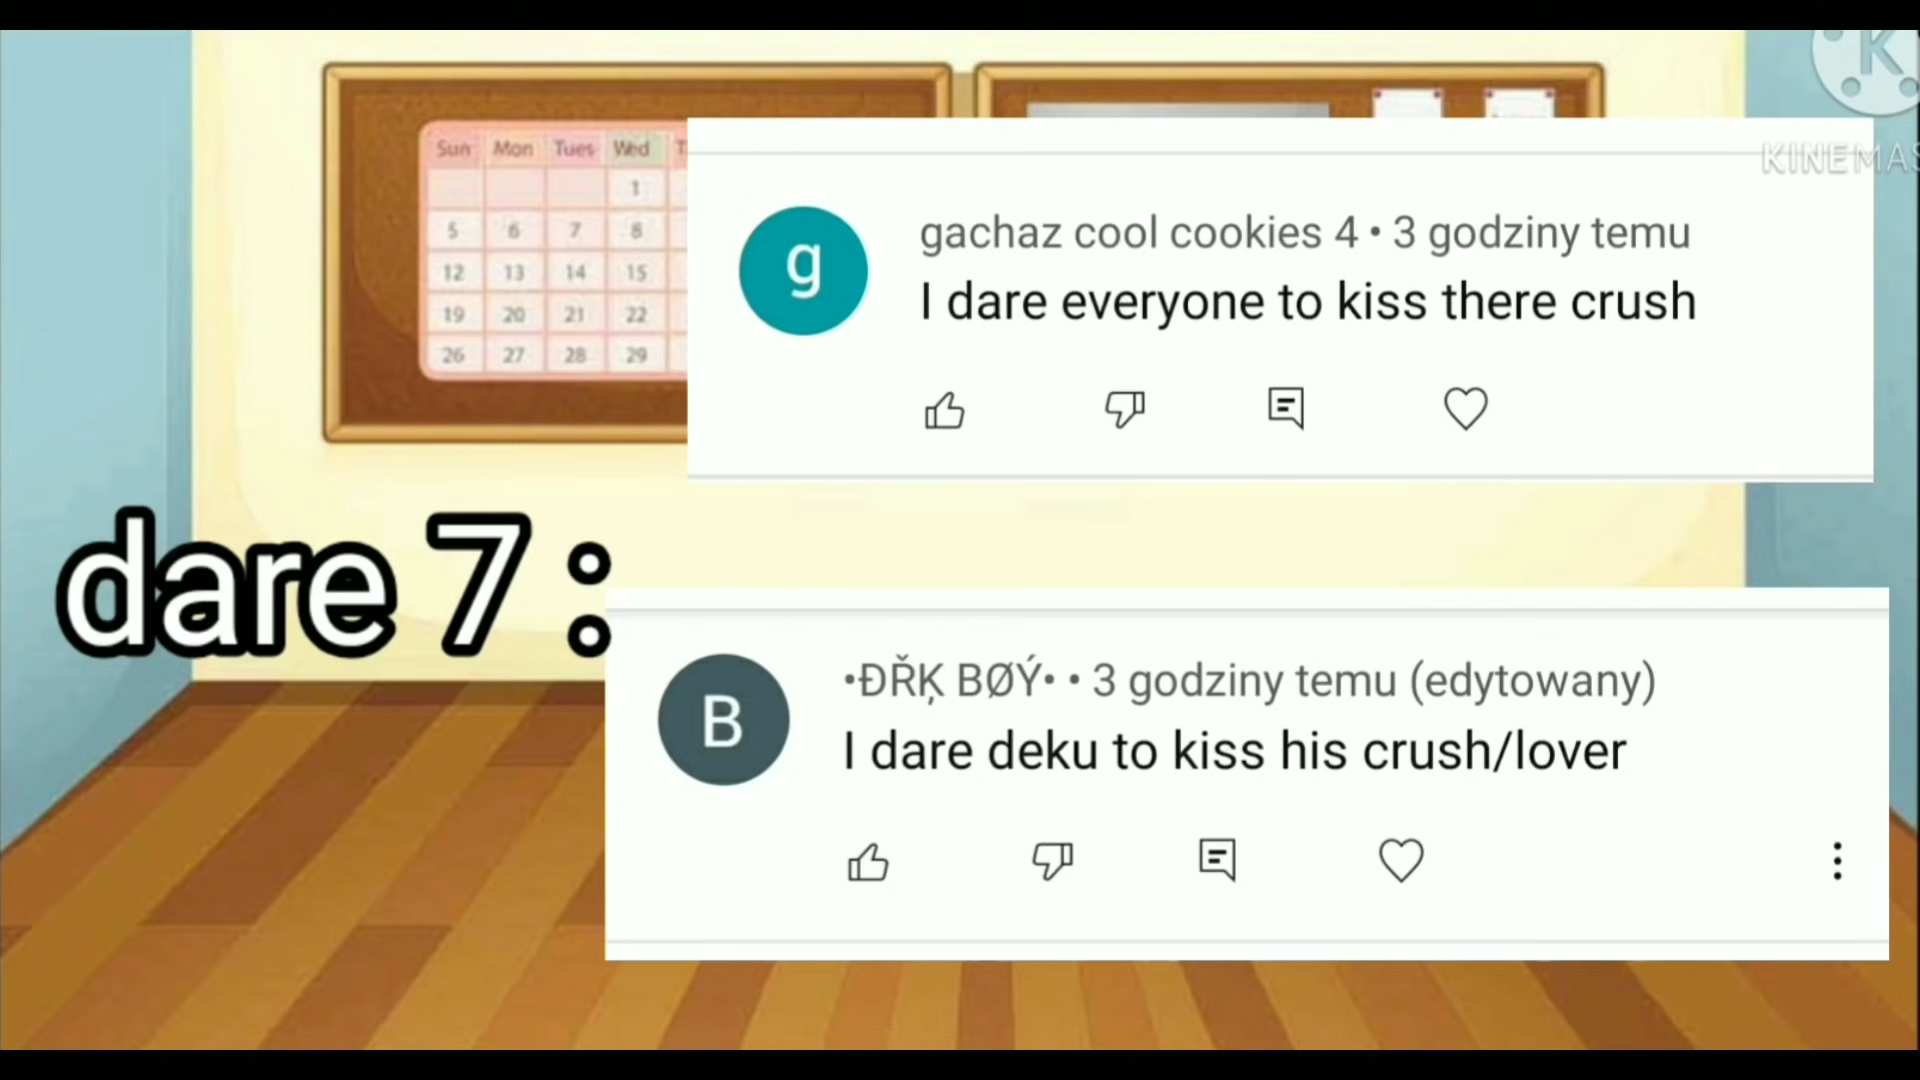 Sun Mon Tues Wed
1
5 6 7 8
12 13 14 15
19 20 21 22
26 27 28 29
K
KINEMAS
g
gachaz cool cookies 4 • 3 godziny temu
I dare everyone to kiss there crush
dare 7 :
B
•ĐŘĶ BØÝ• • 3 godziny temu (edytowany)
I dare deku to kiss his crush/lover